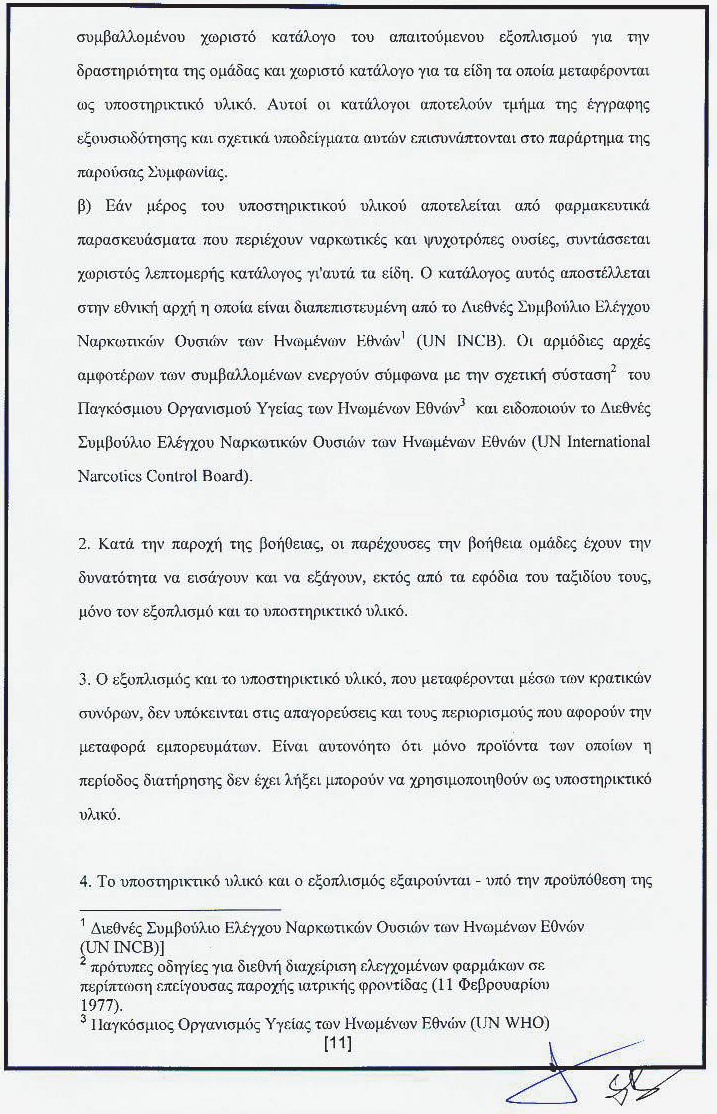 συμβαλλομένου χωριστό κατάλογο του απαιτούμενου εξοπλισμού για την
δραστηριότητα της ομάδας και χωριστό κατάλογο για τα είδη τα οποία μεταφέρονται
ως υποστηρικτικό υλικό. Αυτοί οι κατάλογοι αποτελούν τμήμα της έγγραφης
εξουσιοδότησης και σχετικά υποδείγματα αυτών επισυνάπτονται στο παράρτημα της
παρούσας Συμφωνίας.
β) Εάν μέρος του υποστηρικτικού υλικού αποτελείται από φαρμακευτικά
παρασκευάσματα που περιέχουν ναρκωτικές και ψυχοτρόπες ουσίες, συντάσσεται
χωριστός λεπτομερής κατάλογος γι'αυτά τα είδη. Ο κατάλογος αυτός αποστέλλεται
στην εθνική αρχή η οποία είναι διαπεπιστευμένη από το Διεθνές Συμβούλιο Ελέγχου
Ναρκωτικών Ουσιών των Ηνωμένων Εθνών¹ (UN INCB). Οι αρμόδιες αρχές
αμφοτέρων των συμβαλλομένων ενεργούν σύμφωνα με την σχετική σύσταση² του
Παγκόσμιου Οργανισμού Υγείας των Ηνωμένων Εθνών³ και ειδοποιούν το Διεθνές
Συμβούλιο Ελέγχου Ναρκωτικών Ουσιών των Ηνωμένων Εθνών (UN International
Narcotics Control Board).
2. Κατά την παροχή της βοήθειας, οι παρέχουσες την βοήθεια ομάδες έχουν την
δυνατότητα να εισάγουν και να εξάγουν, εκτός από τα εφόδια του ταξιδίου τους,
μόνο τον εξοπλισμό και το υποστηρικτικό υλικό.
3. Ο εξοπλισμός και το υποστηρικτικό υλικό, που μεταφέρονται μέσω των κρατικών
συνόρων, δεν υπόκεινται στις απαγορεύσεις και τους περιορισμούς που αφορούν την
μεταφορά εμπορευμάτων. Είναι αυτονόητο ότι μόνο προϊόντα των οποίων η
περίοδος διατήρησης δεν έχει λήξει μπορούν να χρησιμοποιηθούν ως υποστηρικτικό
υλικό.
4. Το υποστηρικτικό υλικό και ο εξοπλισμός εξαιρούνται - υπό την προϋπόθεση της
¹ Διεθνές Συμβούλιο Ελέγχου Ναρκωτικών Ουσιών των Ηνωμένων Εθνών
(UN INCB)]
² πρότυπες οδηγίες για διεθνή διαχείριση ελεγχομένων φαρμάκων σε
περίπτωση επείγουσας παροχής ιατρικής φροντίδας (11 Φεβρουαρίου
1977).
³ Παγκόσμιος Οργανισμός Υγείας των Ηνωμένων Εθνών (UN WHO)
[11]